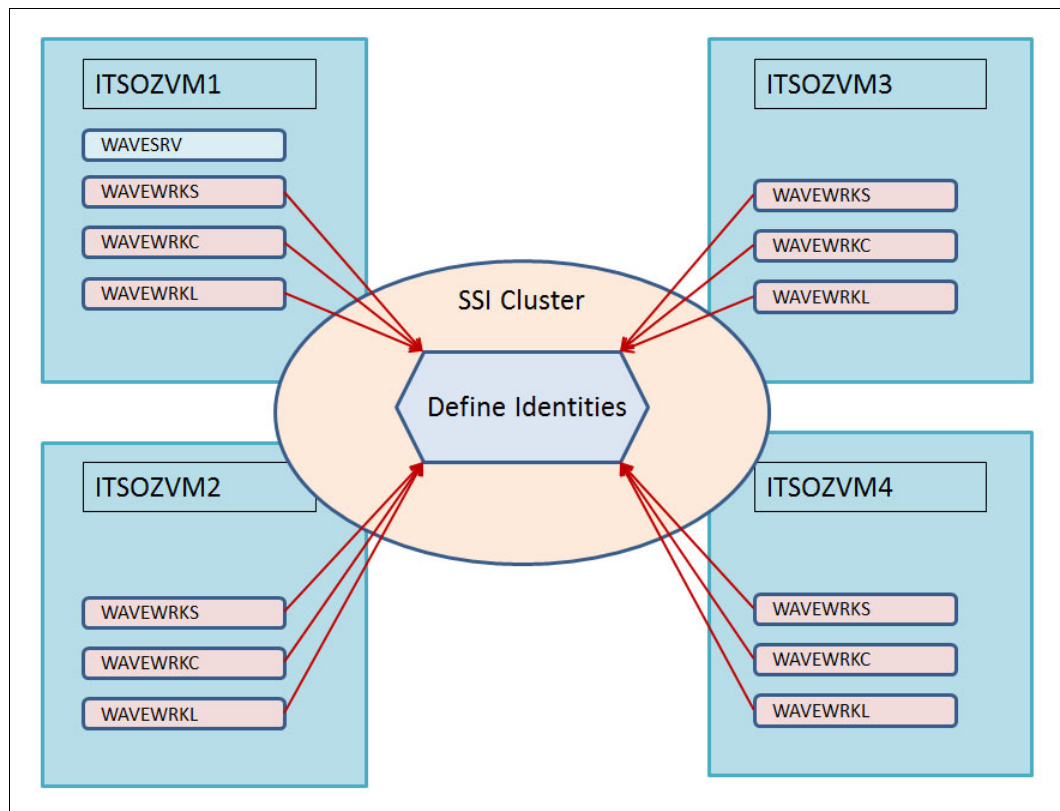 ITSOZVM1
WAVESRV
WAVEWRKS
WAVEWRKC
WAVEWRKL
ITSOZVM3
WAVEWRKS
WAVEWRKC
WAVEWRKL
SSI Cluster
Define Identities
ITSOZVM2
WAVEWRKS
WAVEWRKC
WAVEWRKL
ITSOZVM4
WAVEWRKS
WAVEWRKC
WAVEWRKL